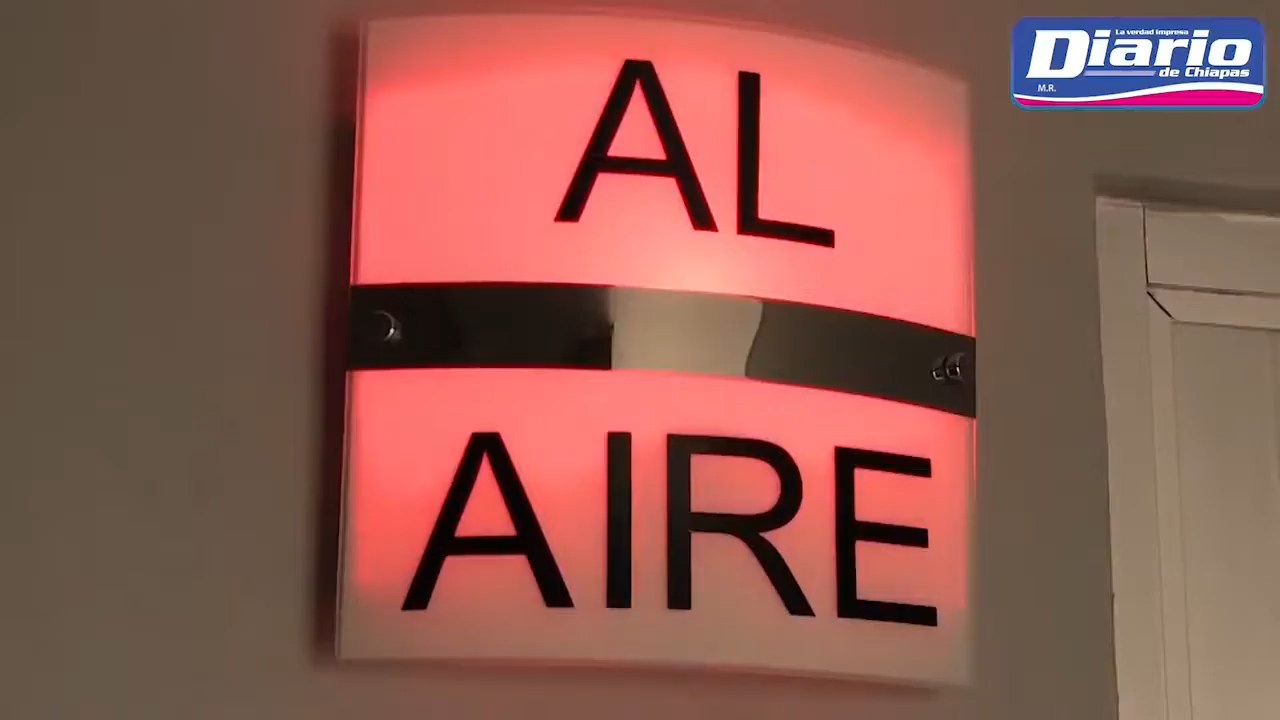 AL
AIRE
La verdad impresa
Diario
de Chiapas
M.R.